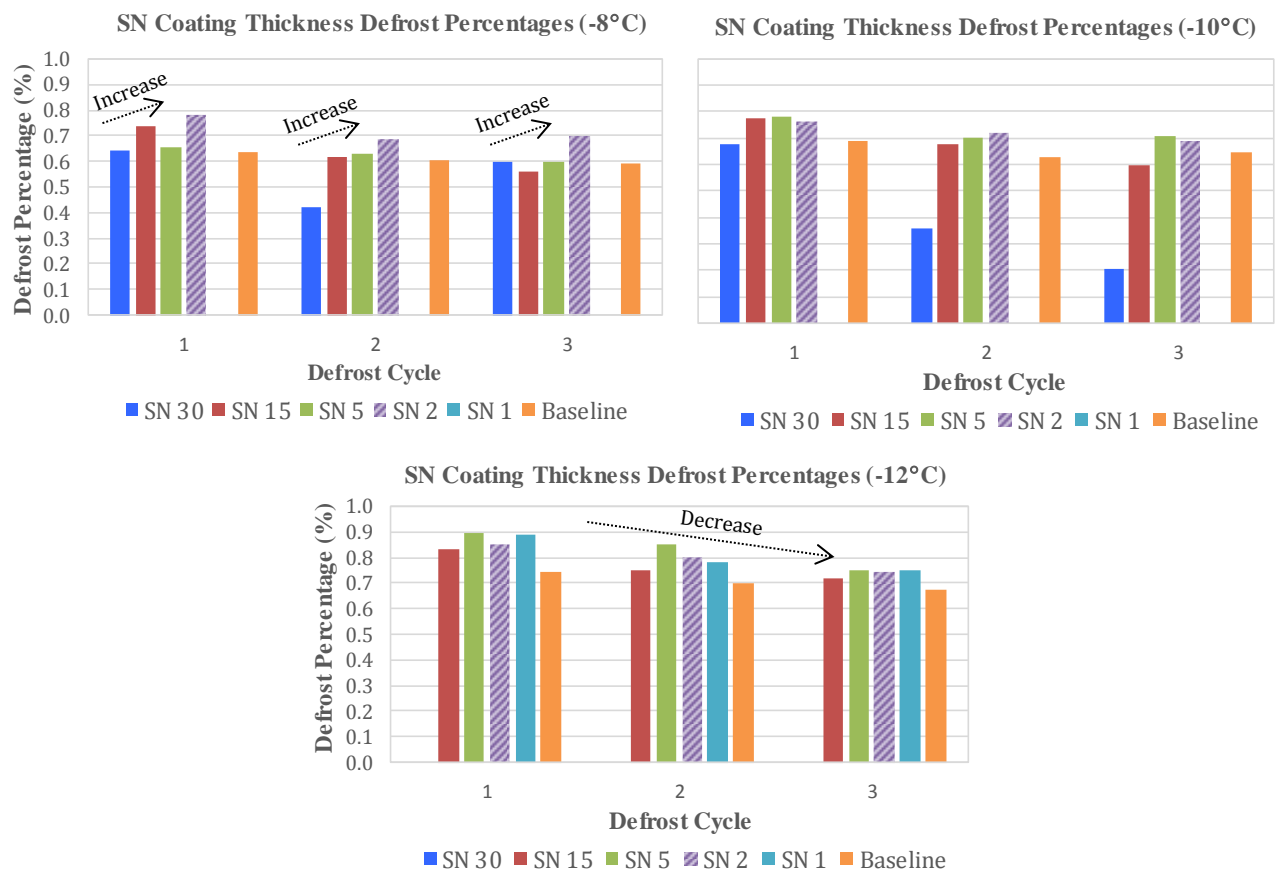 SN Coating Thickness Defrost Percentages (-8°C)
Defrost Percentage (%)
1.0
0.9
0.8
0.7
0.6
0.5
0.4
0.3
0.2
0.1
0.0
Increase
Increase
Increase
1 2 3
Defrost Cycle
SN 30 SN 15 SN 5 SN 2 SN 1 Baseline
SN Coating Thickness Defrost Percentages (-10°C)
1 2 3
Defrost Cycle
SN 30 SN 15 SN 5 SN 2 SN 1 Baseline
SN Coating Thickness Defrost Percentages (-12°C)
Defrost Percentage (%)
1.0
0.9
0.8
0.7
0.6
0.5
0.4
0.3
0.2
0.1
0.0
Decrease
1 2 3
Defrost Cycle
SN 30 SN 15 SN 5 SN 2 SN 1 Baseline